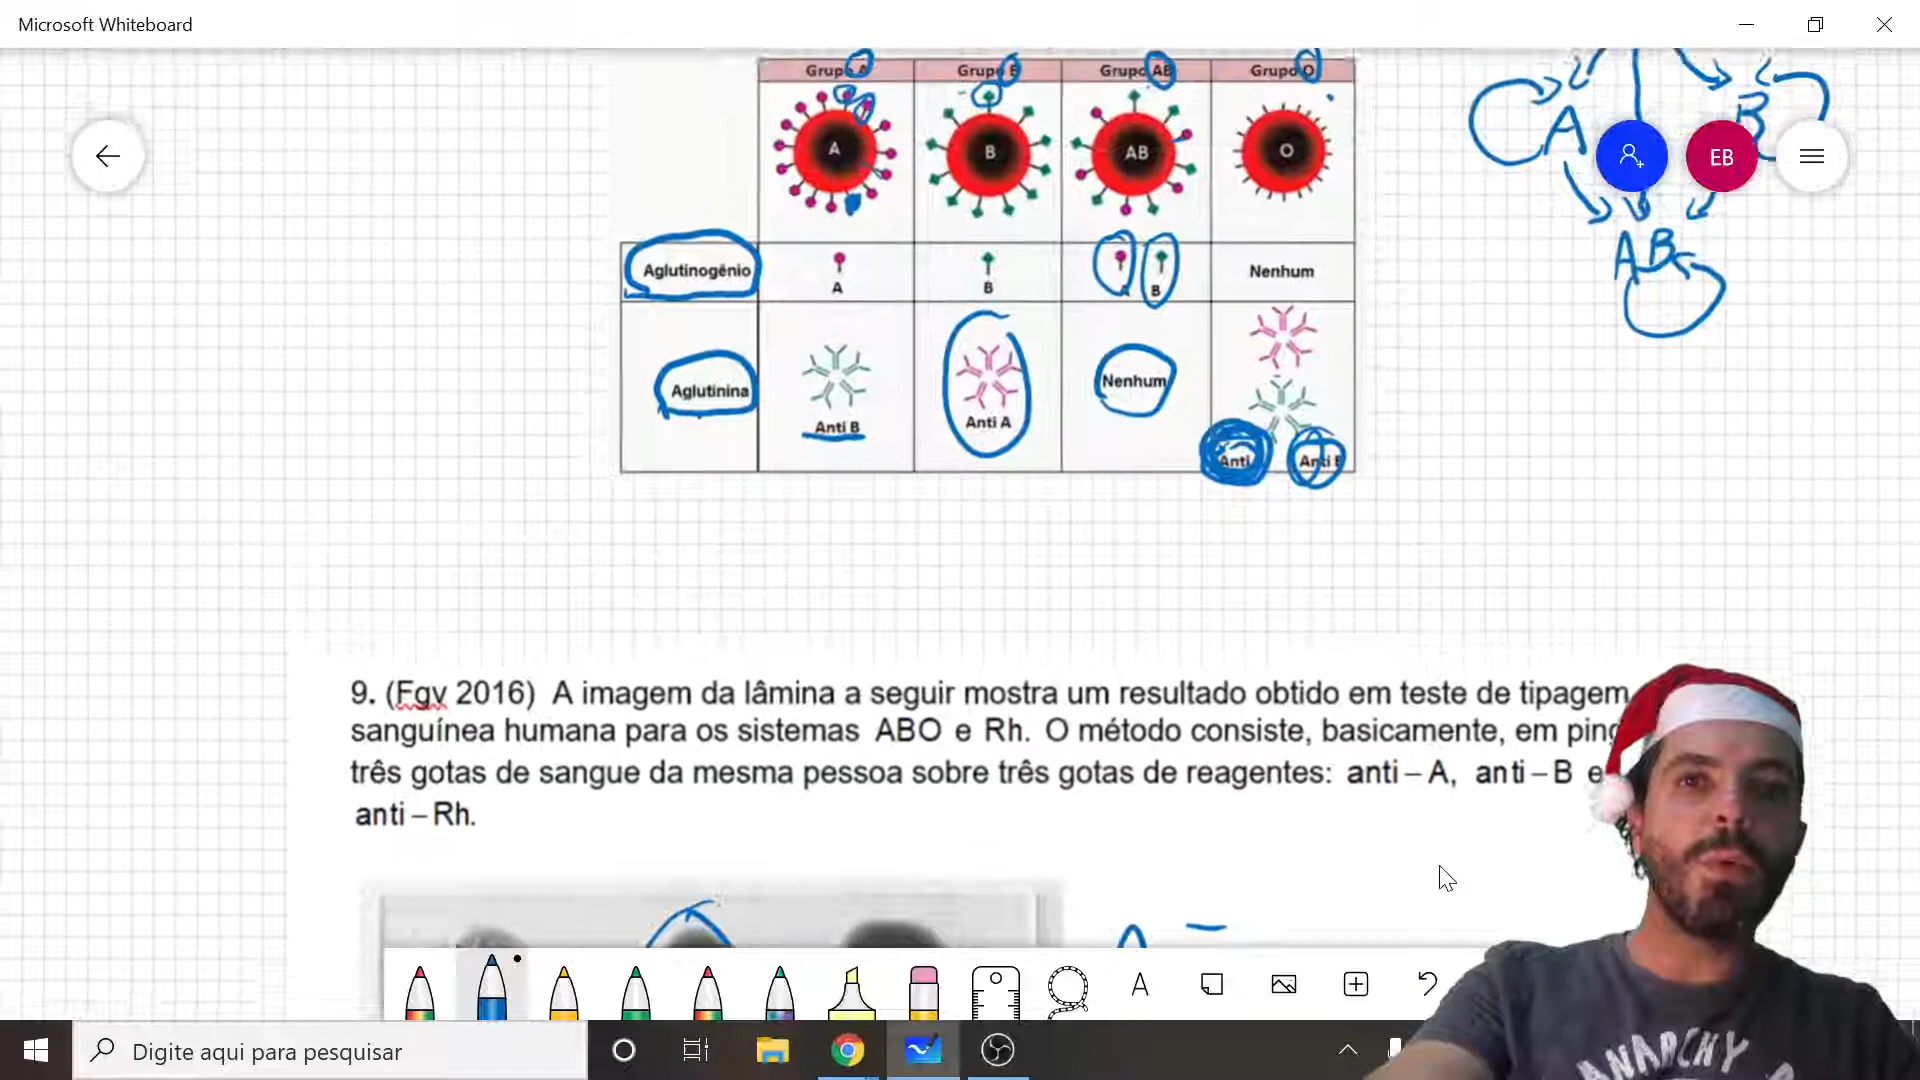 Microsoft Whiteboard
Grupo A
Grupo B
Grupo AB
Grupo O
A
B
AB
O
A
B
EB
AB
Aglutinogênio
A
B
B
Nenhum
Aglutinina
Anti B
Anti A
Nenhum
Anti
Anti
9. (Fgv 2016) A imagem da lâmina a seguir mostra um resultado obtido em teste de tipagem
sanguínea humana para os sistemas ABO e Rh. O método consiste, basicamente, em
três gotas de sangue da mesma pessoa sobre três gotas de reagentes: anti – A, anti – B e
anti – Rh.
A
Digite aqui para pesquisar
ANARCHY